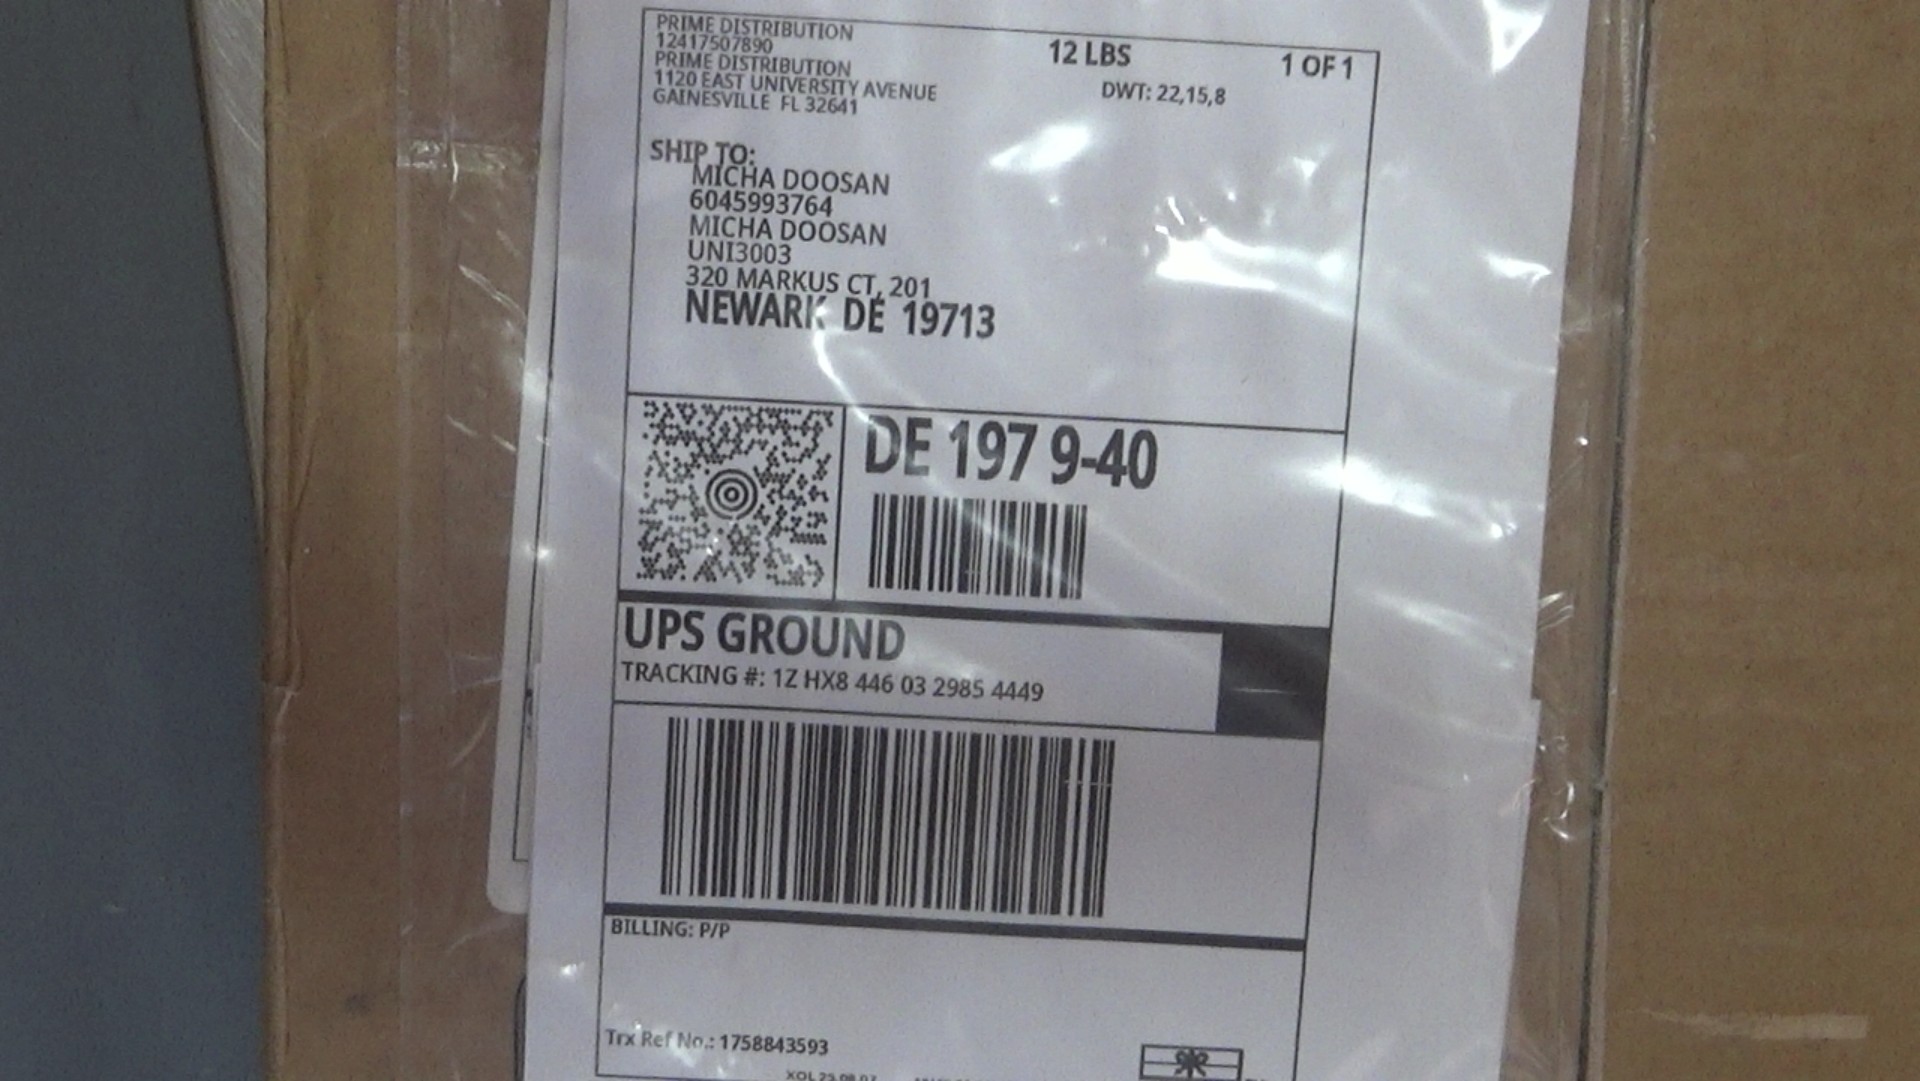 PRIME DISTRIBUTION
12417507890
PRIME DISTRIBUTION
1120 EAST UNIVERSITY AVENUE
GAINESVILLE FL 32641
12 LBS
1 OF 1
DWT: 22,15,8
SHIP TO:
MICHA DOOSAN
6045993764
MICHA DOOSAN
UNI3003
320 MARKUS CT, 201
NEWARK DE 19713
DE 197 9-40
UPS GROUND
TRACKING #: 1Z HX8 446 03 2985 4449
BILLING: P/P
Trx Ref No.: 1758843593